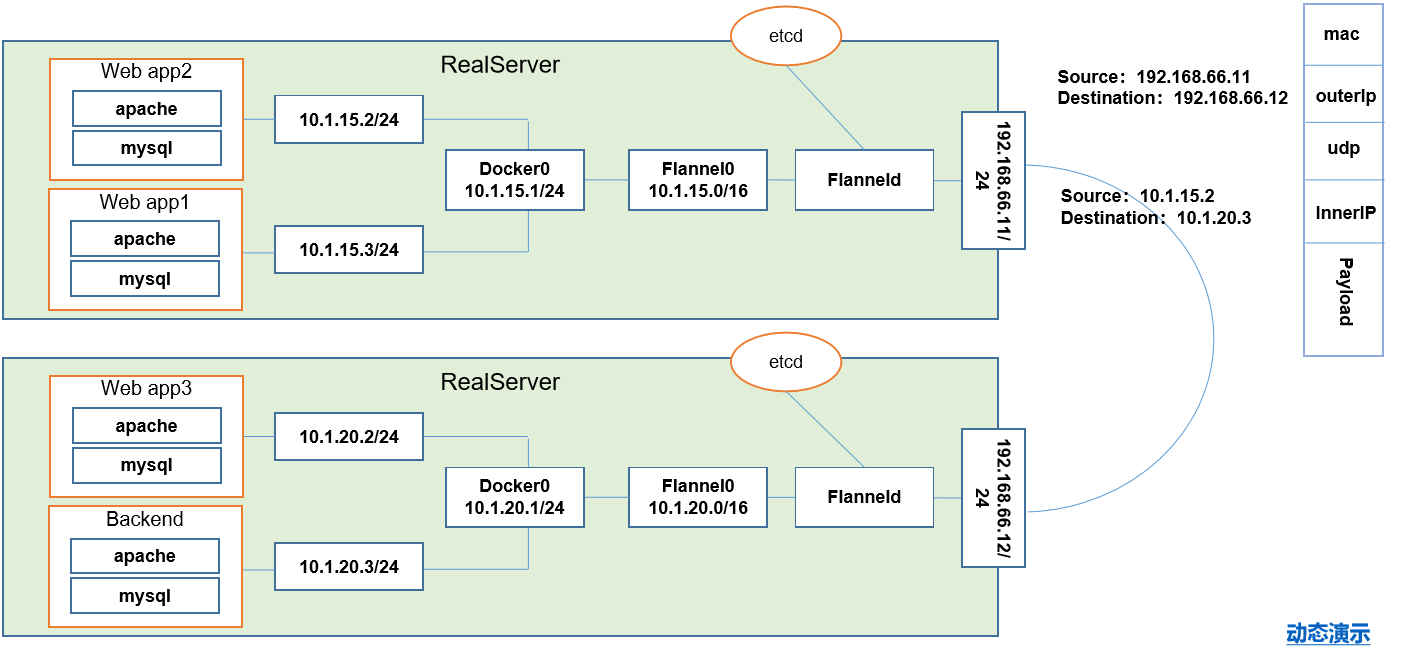 etcd
RealServer
Web app2
apache
mysql
10.1.15.2/24
Web app1
apache
mysql
10.1.15.3/24
Docker0
10.1.15.1/24
Flannel0
10.1.15.0/16
Flanneld
192.168.66.11/
24
Source：192.168.66.11
Destination：192.168.66.12
Source：10.1.15.2
Destination：10.1.20.3
mac
outerIp
udp
InnerIP
Payload
etcd
RealServer
Web app3
apache
mysql
10.1.20.2/24
Backend
apache
mysql
10.1.20.3/24
Docker0
10.1.20.1/24
Flannel0
10.1.20.0/16
Flanneld
192.168.66.12/
24
动态演示